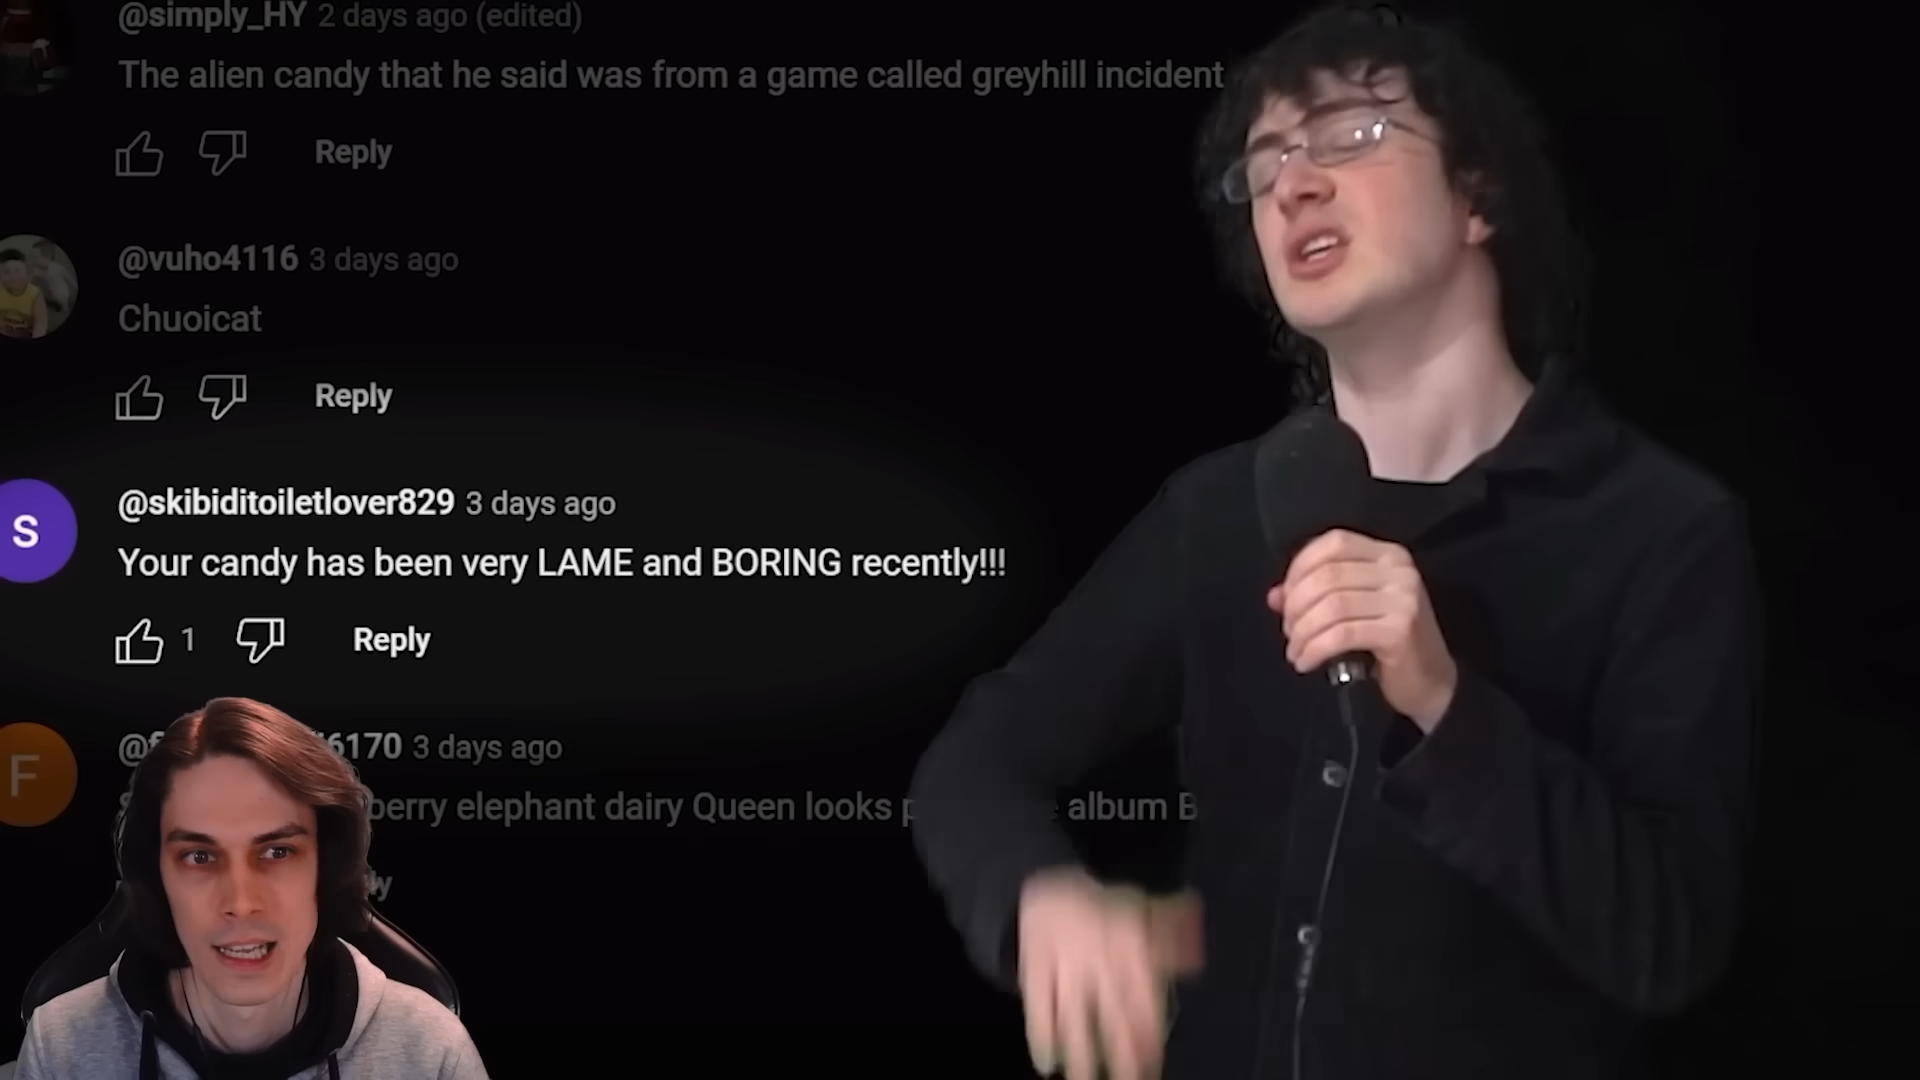 @simply_HY 2 days ago (edited)
The alien candy that he said was from a game called greyhill incident
Reply
@vuho4116 3 days ago
Chuoicat
Reply
S
@skibiditoiletlover829 3 days ago
Your candy has been very LAME and BORING recently!!!
1 Reply
F
6170 3 days ago
berry elephant dairy Queen looks album